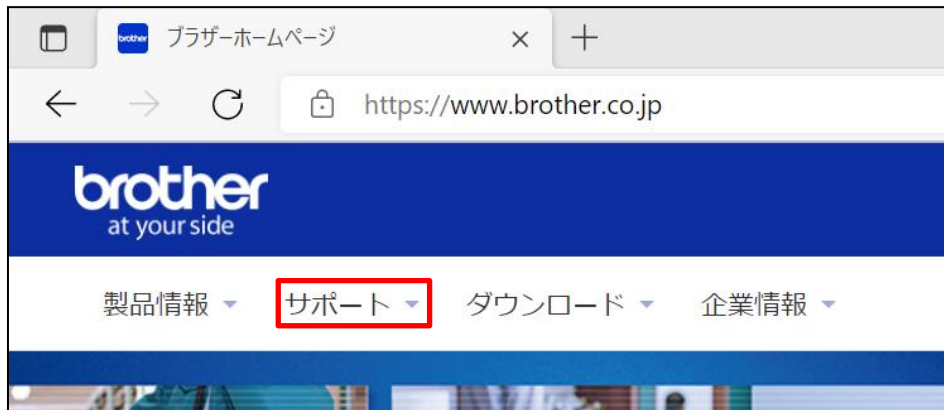 brother
ブラザーホームページ
https://www.brother.co.jp
brother
at your side
製品情報 サポート ダウンロード 企業情報